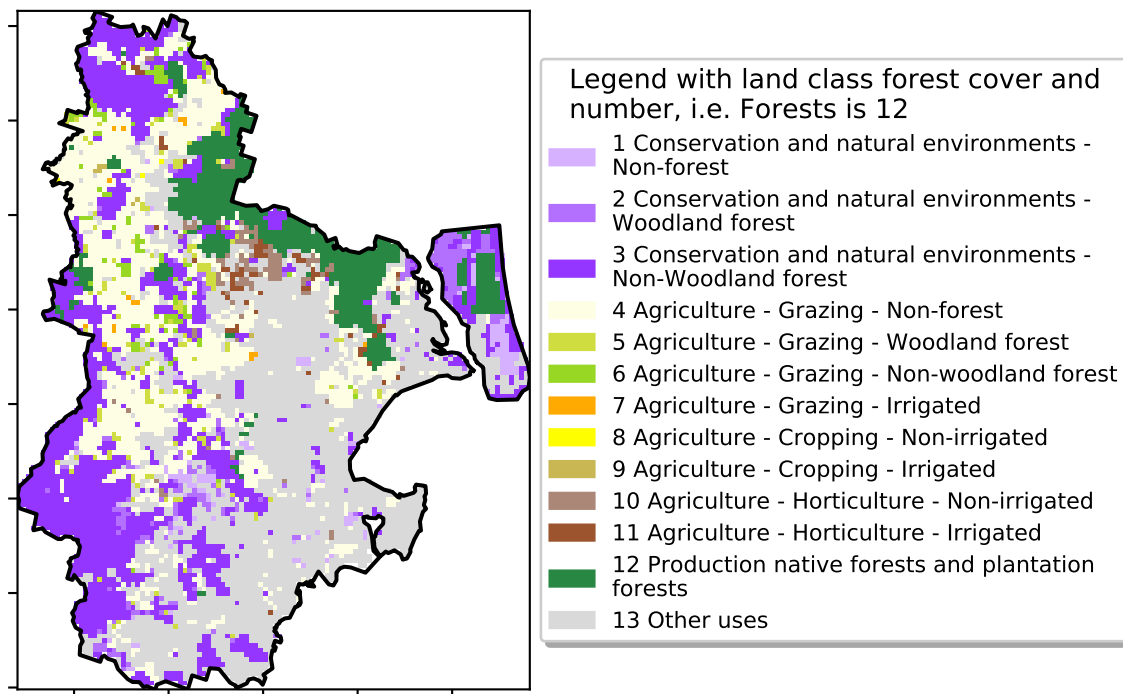 Legend with land class forest cover and
number, i.e. Forests is 12
1 Conservation and natural environments -
Non-forest
2 Conservation and natural environments -
Woodland forest
3 Conservation and natural environments -
Non-Woodland forest
4 Agriculture - Grazing - Non-forest
5 Agriculture - Grazing - Woodland forest
6 Agriculture - Grazing - Non-woodland forest
7 Agriculture - Grazing - Irrigated
8 Agriculture - Cropping - Non-irrigated
9 Agriculture - Cropping - Irrigated
10 Agriculture - Horticulture - Non-irrigated
11 Agriculture - Horticulture - Irrigated
12 Production native forests and plantation
forests
13 Other uses